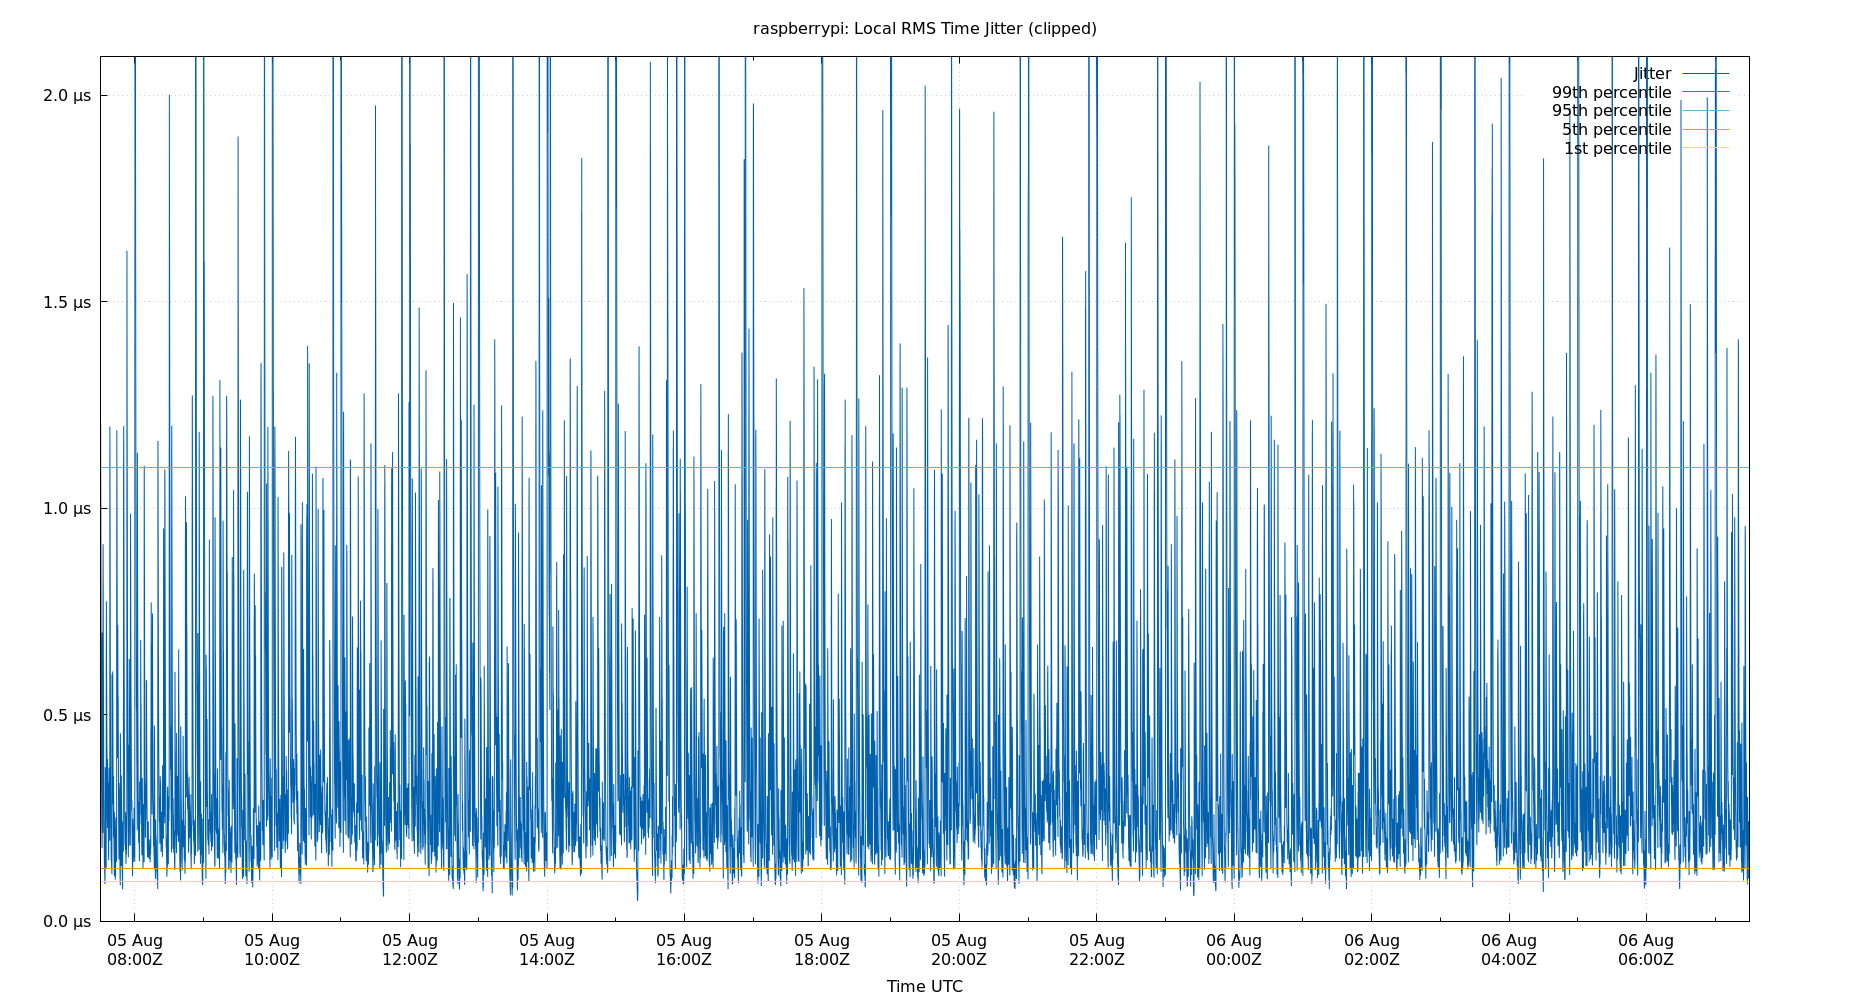 raspberrypi: Local RMS Time Jitter (clipped)
Jitter
99th percentile
95th percentile
5th percentile
1st percentile
2.0 µs
1.5 µs
1.0 µs
0.5 µs
0.0 µs
05 Aug 05 Aug 05 Aug 05 Aug 05 Aug 05 Aug 05 Aug 05 Aug 06 Aug 06 Aug 06 Aug 06 Aug
08:00Z 10:00Z 12:00Z 14:00Z 16:00Z 18:00Z 20:00Z 22:00Z 00:00Z 02:00Z 04:00Z 06:00Z
Time UTC